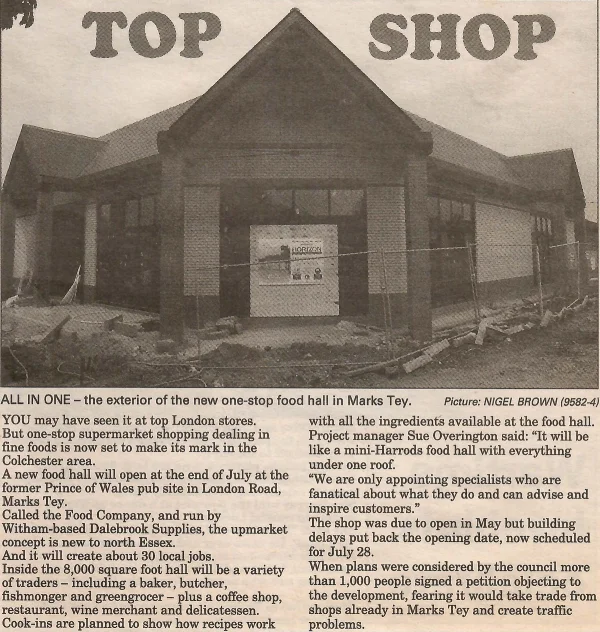 TOP SHOP
HORIZON
ALL IN ONE – the exterior of the new one-stop food hall in Marks Tey.
Picture: NIGEL BROWN (9582-4)
YOU may have seen it at top London stores.
But one-stop supermarket shopping dealing in
fine foods is now set to make its mark in the
Colchester area.
A new food hall will open at the end of July at the
former Prince of Wales pub site in London Road,
Marks Tey.
Called the Food Company, and run by
Witham-based Dalebrook Supplies, the upmarket
concept is new to north Essex.
And it will create about 30 local jobs.
Inside the 8,000 square foot hall will be a variety
of traders – including a baker, butcher,
fishmonger and greengrocer – plus a coffee shop,
restaurant, wine merchant and delicatessen.
Cook-ins are planned to show how recipes work
with all the ingredients available at the food hall.
Project manager Sue Overington said: “It will be
like a mini-Harrods food hall with everything
under one roof.
“We are only appointing specialists who are
fanatical about what they do and can advise and
inspire customers.”
The shop was due to open in May but building
delays put back the opening date, now scheduled
for July 28.
When plans were considered by the council more
than 1,000 people signed a petition objecting to
the development, fearing it would take trade from
shops already in Marks Tey and create traffic
problems.